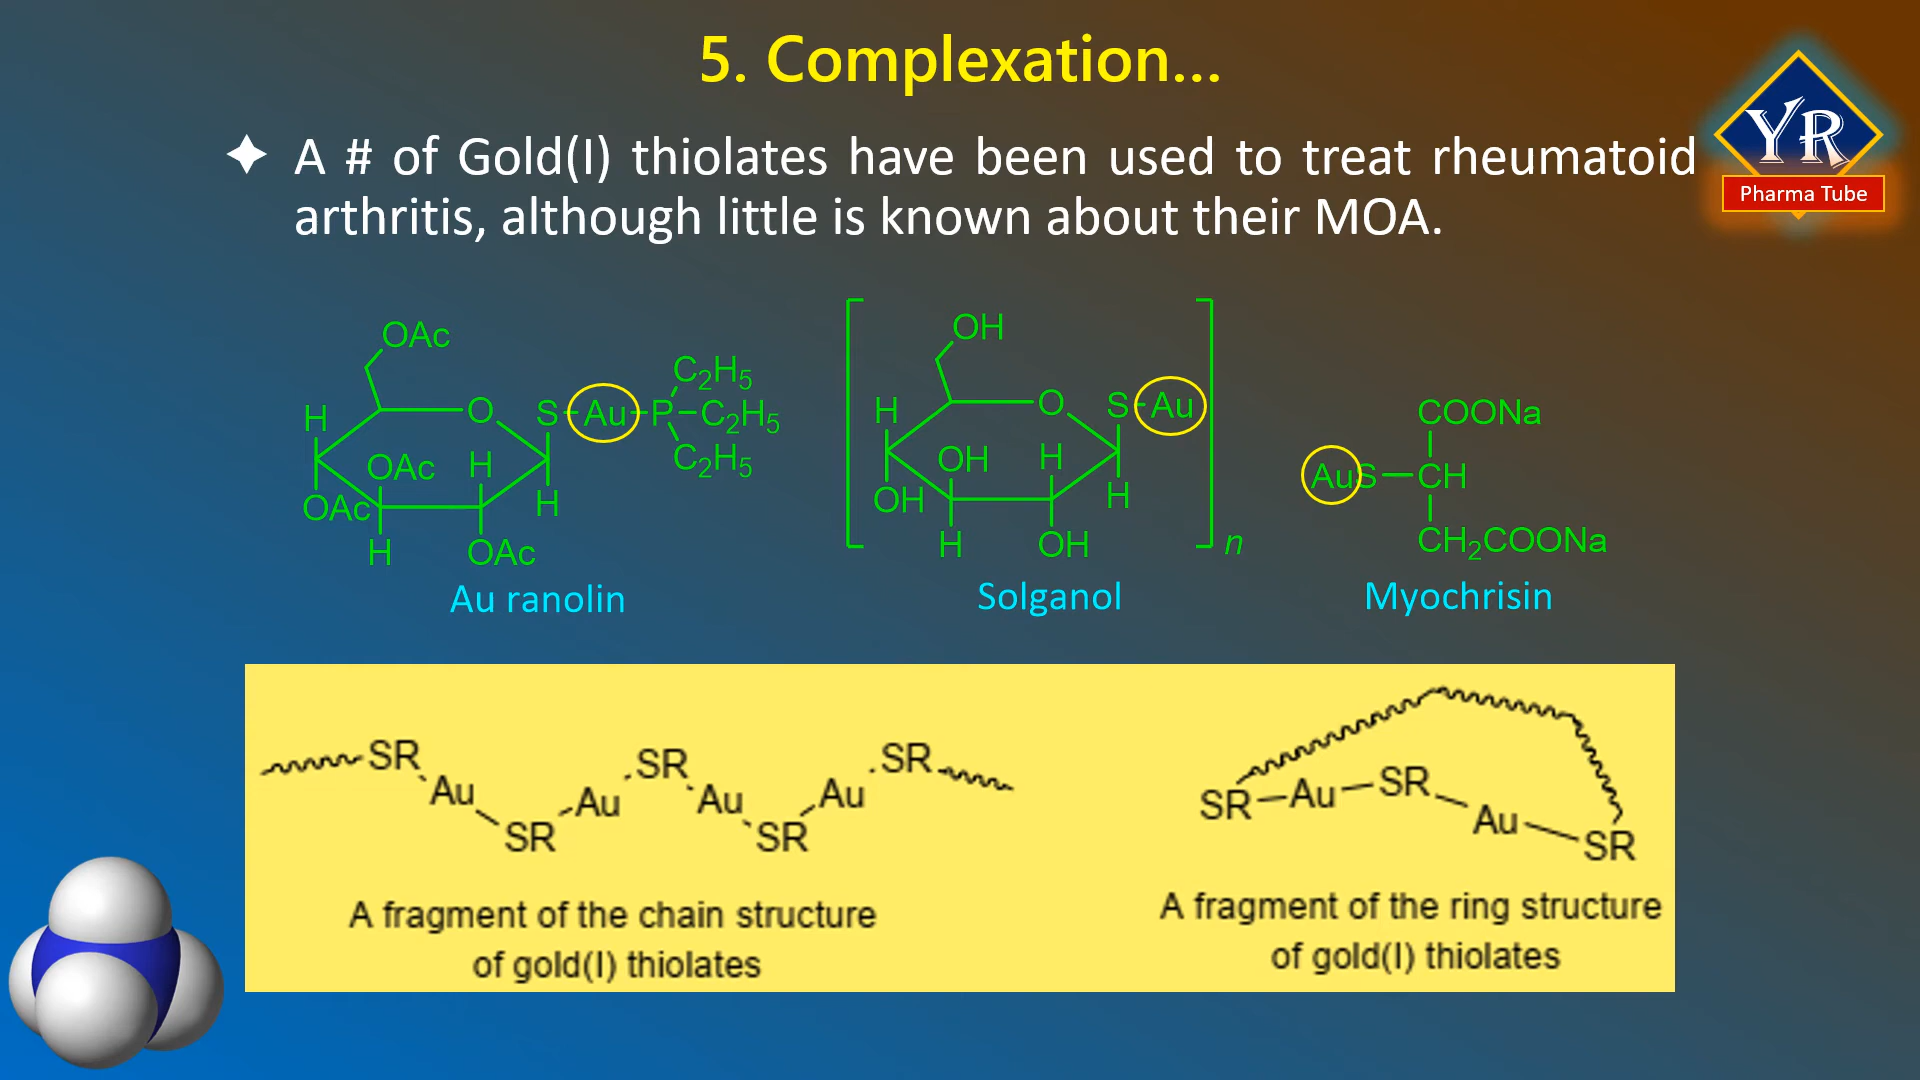 5. Complexation...
YR
Pharma Tube
A # of Gold(I) thiolates have been used to treat rheumatoid
arthritis, although little is known about their MOA.
OAc
C2H5
H
O
S
Au
P
C2H5
OAc
H
C2H5
OAc
H
H
OAc
Au ranolin
OH
H
O
S
Au
OH
H
OH
H
H
OH
n
Solganol
COONa
AuS
CH
CH2COONa
Myochrisin
SR
Au
SR
Au
SR
Au
SR
Au
SR
A fragment of the chain structure
of gold(I) thiolates
SR
Au
SR
Au
SR
A fragment of the ring structure
of gold(I) thiolates